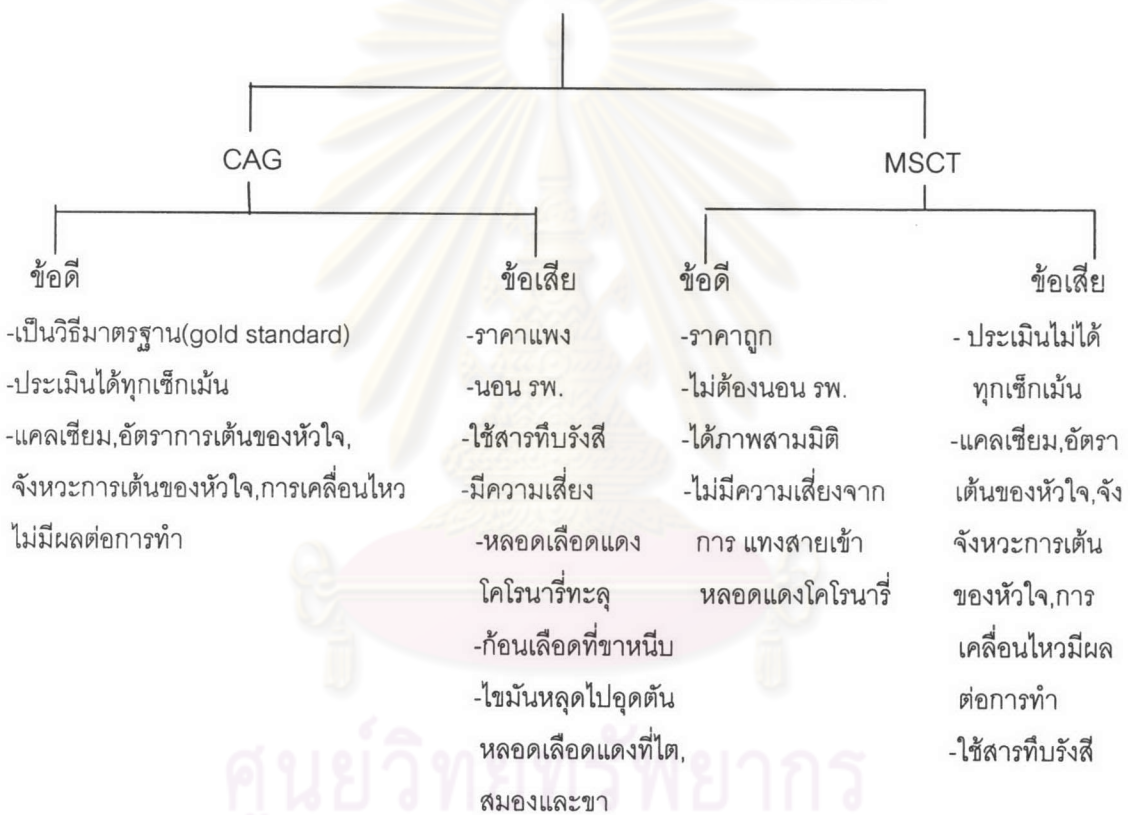 CAG
MSCT
ข้อดี
-เป็นวิธีมาตรฐาน(gold standard)
-ประเมินได้ทุกเซ็กเม้น
-แคลเซียม,อัตราการเต้นของหัวใจ,
จังหวะการเต้นของหัวใจ,การเคลื่อนไหว
ไม่มีผลต่อการทำ
ข้อเสีย
-ราคาแพง
-นอน รพ.
-ใช้สารทึบรังสี
-มีความเสี่ยง
-หลอดเลือดแดง
โคโรนารี่ทะลุ
-ก้อนเลือดที่ขาหนีบ
-ไขมันหลุดไปอุดตัน
หลอดเลือดแดงที่ไต,
สมองและขา
ข้อดี
-ราคาถูก
-ไม่ต้องนอน รพ.
-ได้ภาพสามมิติ
-ไม่มีความเสี่ยงจาก
การ แทงสายเข้า
หลอดแดงโคโรนารี่
ข้อเสีย
- ประเมินไม่ได้
ทุกเซ็กเม้น
-แคลเซียม,อัตรา
เต้นของหัวใจ,จัง
จังหวะการเต้น
ของหัวใจ,การ
เคลื่อนไหวมีผล
ต่อการทำ
-ใช้สารทึบรังสี
ศูนย์วิทยทรัพยากร